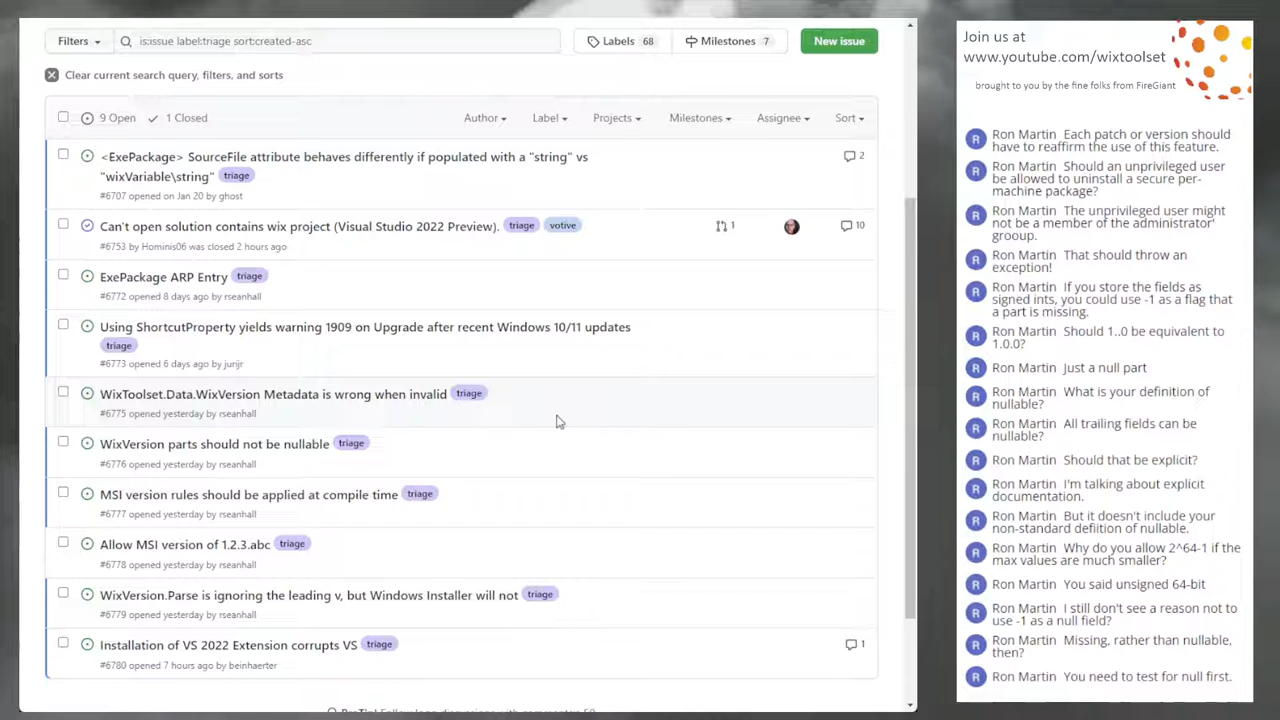 Filters
is:issue label:triage sort:created-asc
Labels 68
Milestones 7
New issue
Clear current search query, filters, and sorts
9 Open
1 Closed
Author
Label
Projects
Milestones
Assignee
Sort
<ExePackage> SourceFile attribute behaves differently if populated with a "string" vs
"wixVariable\string" triage
2
#6707 opened on Jan 20 by ghost
Can't open solution contains wix project (Visual Studio 2022 Preview). triage votive
1
10
#6753 by Hominis06 was closed 2 hours ago
ExePackage ARP Entry triage
#6772 opened 8 days ago by rseanhall
Using ShortcutProperty yields warning 1909 on Upgrade after recent Windows 10/11 updates
triage
#6773 opened 6 days ago by jurijr
WixToolset.Data.WixVersion Metadata is wrong when invalid triage
#6775 opened yesterday by rseanhall
WixVersion parts should not be nullable triage
#6776 opened yesterday by rseanhall
MSI version rules should be applied at compile time triage
#6777 opened yesterday by rseanhall
Allow MSI version of 1.2.3.abc triage
#6778 opened yesterday by rseanhall
WixVersion.Parse is ignoring the leading v, but Windows Installer will not triage
#6779 opened yesterday by rseanhall
Installation of VS 2022 Extension corrupts VS triage
1
#6780 opened 7 hours ago by beinhaerter
Join us at
www.youtube.com/wixtoolset
brought to you by the fine folks from FireGiant
R Ron Martin Each patch or version should
have to reaffirm the use of this feature.
R Ron Martin Should an unprivileged user
be allowed to uninstall a secure per-
machine package?
R Ron Martin The unprivileged user might
not be a member of the administrator'
grooup.
R Ron Martin That should throw an
exception!
R Ron Martin If you store the fields as
signed ints, you could use -1 as a flag that
a part is missing.
R Ron Martin Should 1..0 be equivalent to
1.0.0?
R Ron Martin Just a null part
R Ron Martin What is your definition of
nullable?
R Ron Martin All trailing fields can be
nullable?
R Ron Martin Should that be explicit?
R Ron Martin I'm talking about explicit
documentation.
R Ron Martin But it doesn't include your
non-standard defiition of nullable.
R Ron Martin Why do you allow 2^64-1 if the
max values are much smaller?
R Ron Martin You said unsigned 64-bit
R Ron Martin I still don't see a reason not to
use -1 as a null field?
R Ron Martin Missing, rather than nullable,
then?
R Ron Martin You need to test for null first.